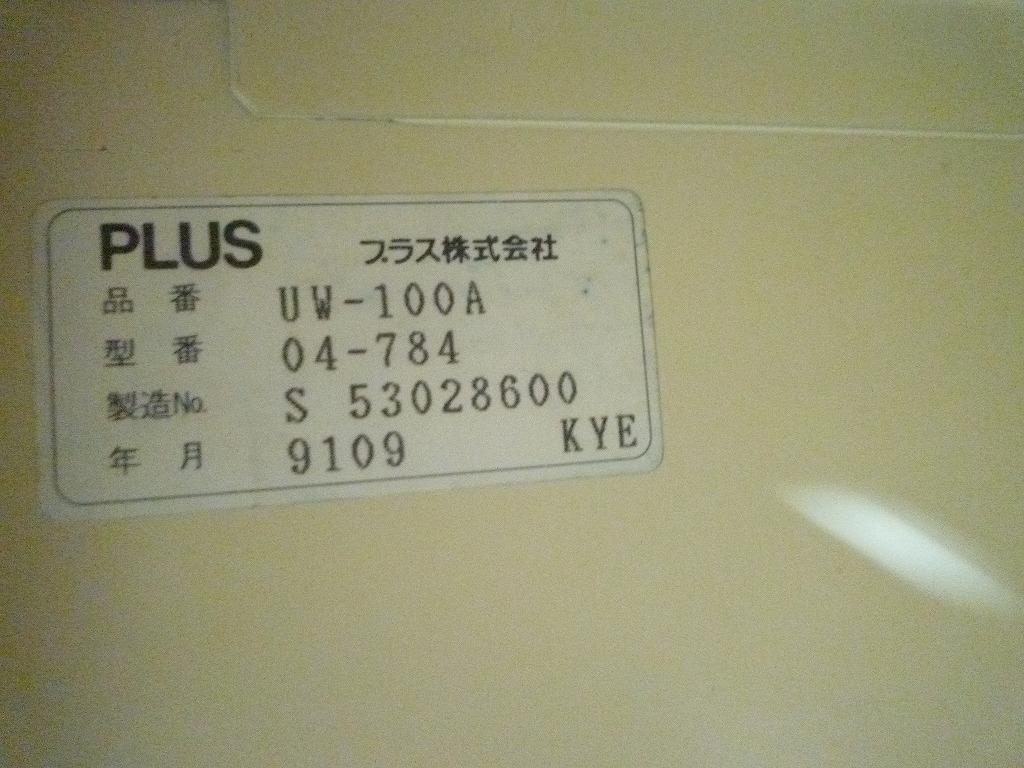 PLUS プラス株式会社
品 番 UW-100A
型 番 04-784
製造No. S 53028600
年 月 9109 KYE